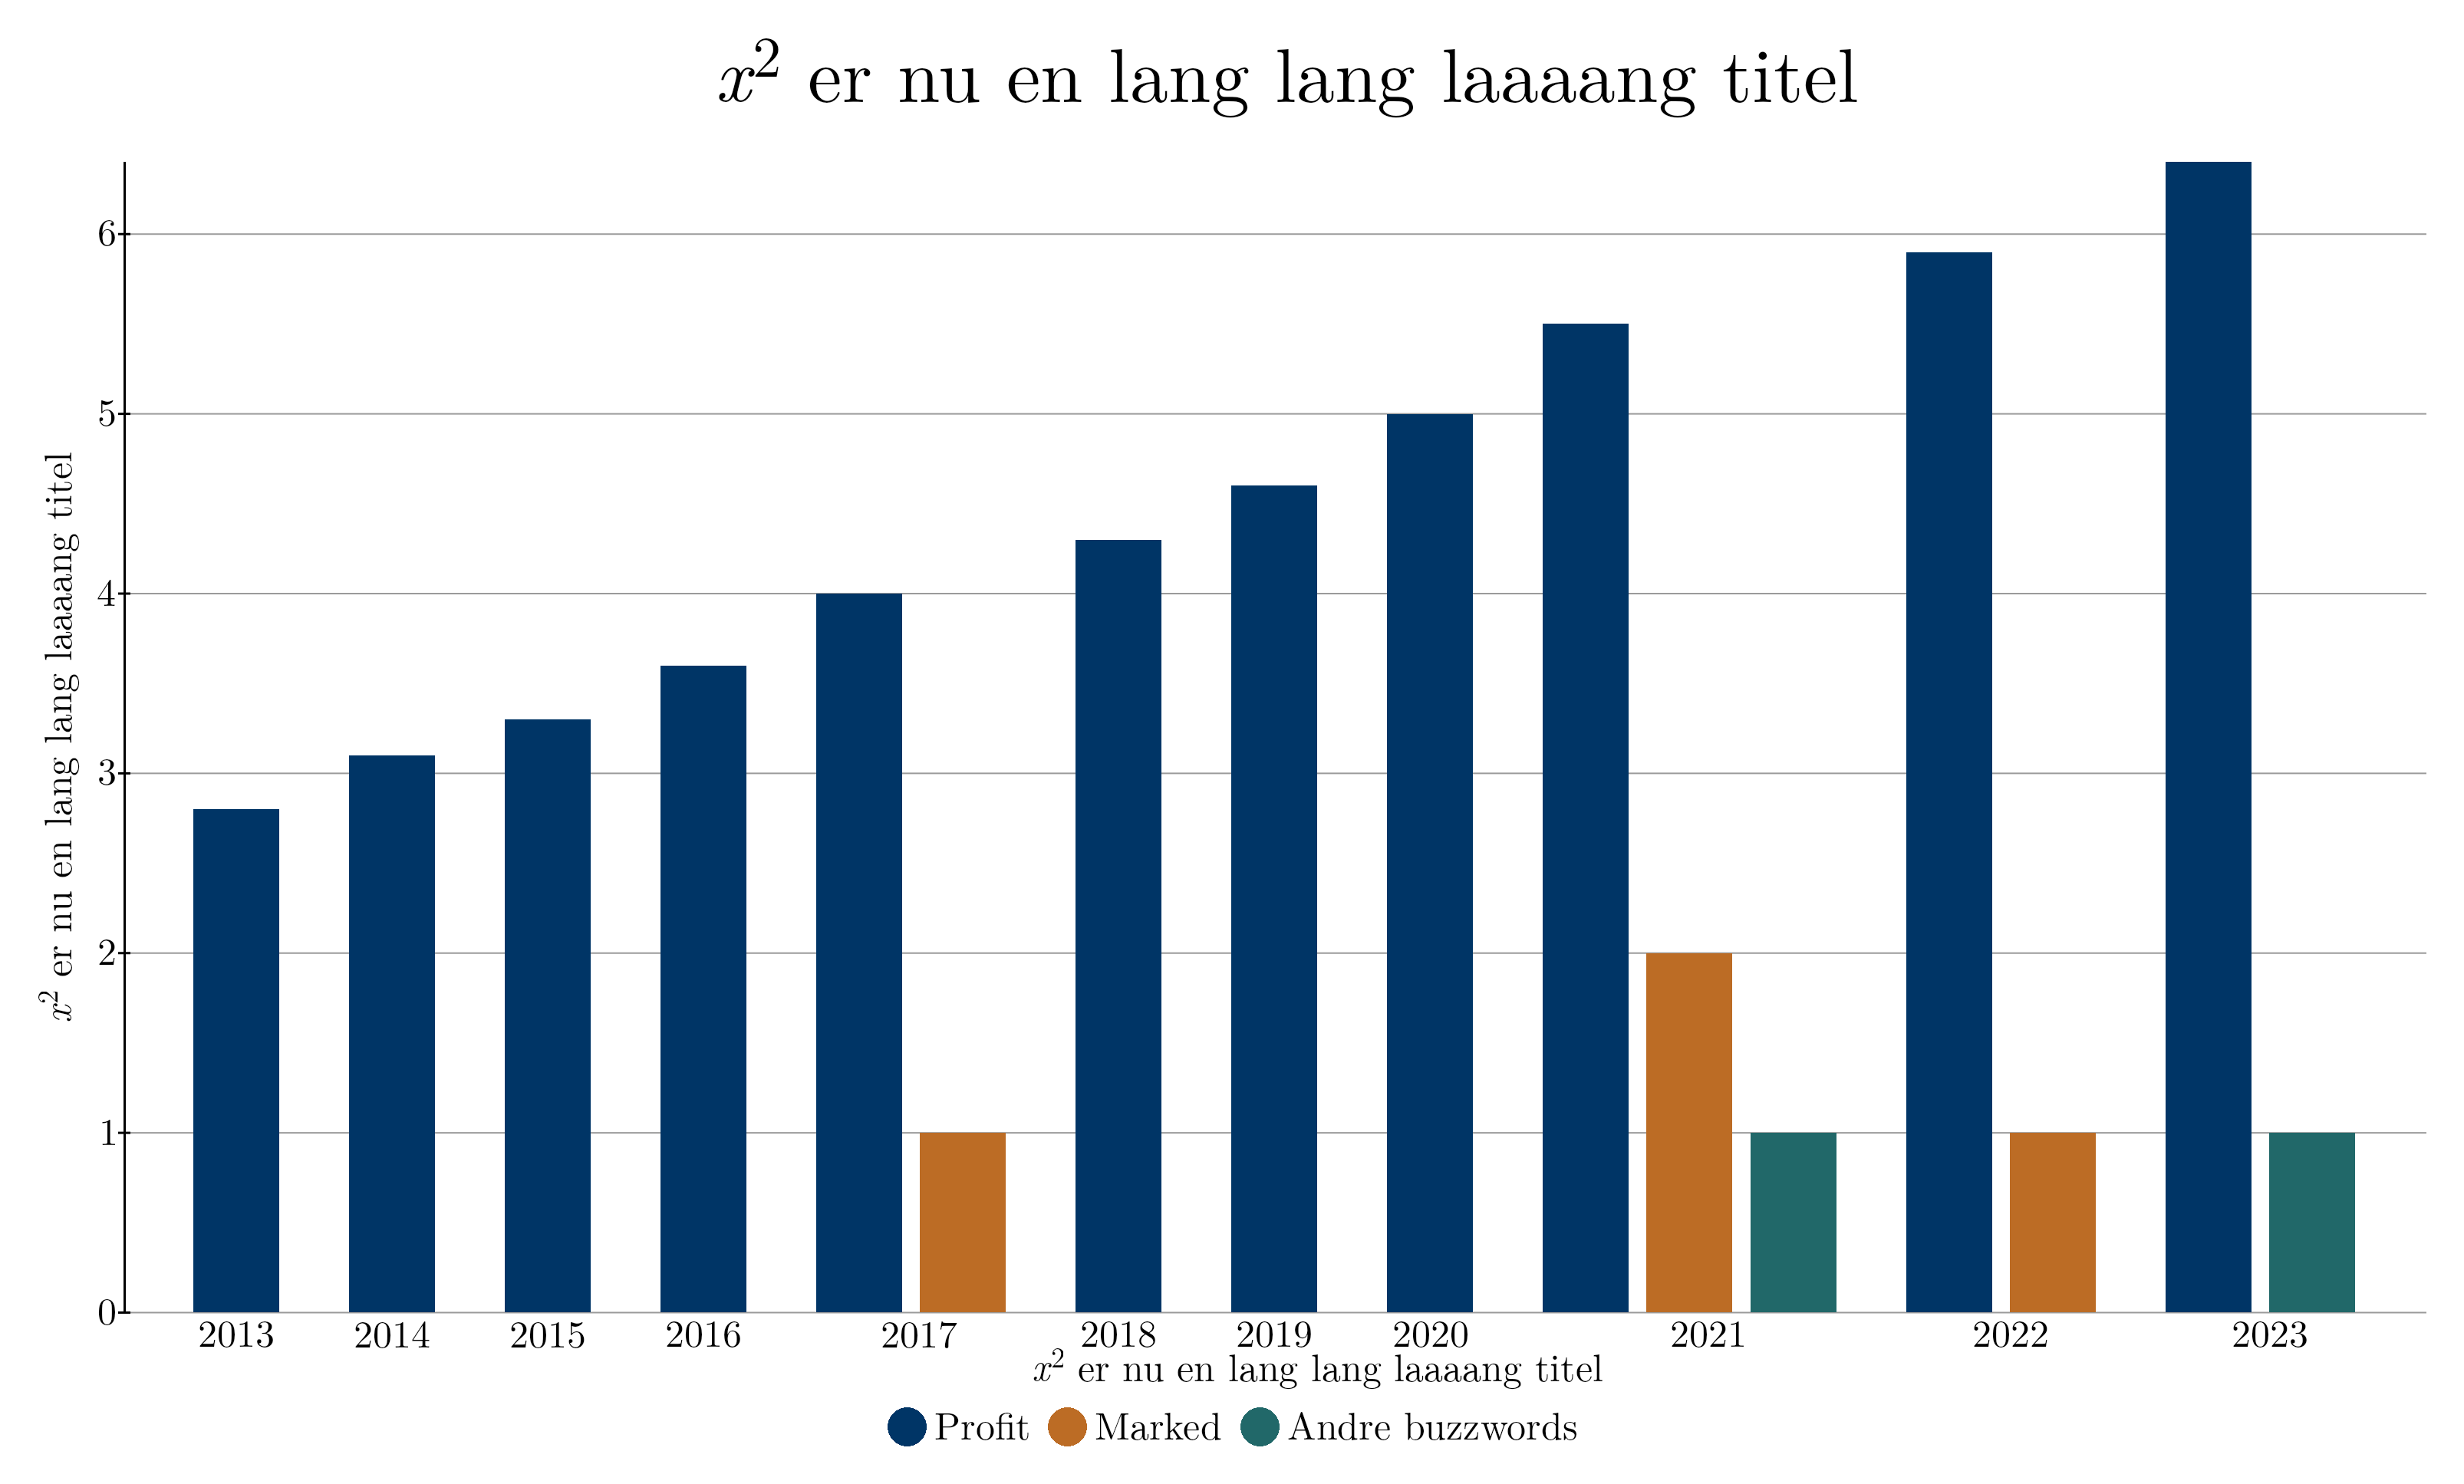 x² er nu en lang lang laaaang titel
x² er nu en lang lang laaaang titel
6
5
4
3
2
1
0
2013 2014 2015 2016 2017 2018 2019 2020 2021 2022 2023
x² er nu en lang lang laaaang titel
Profit Marked Andre buzzwords